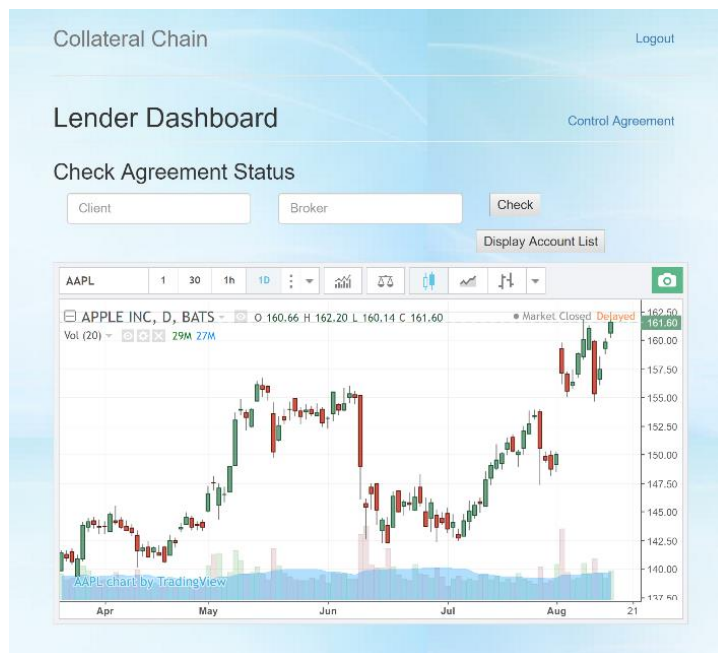 Collateral Chain
Logout
Lender Dashboard
Control Agreement
Check Agreement Status
Client
Broker
Check
Display Account List
AAPL 1 30 1h 1D
APPLE INC, D, BATS O 160.66 H 162.20 L 160.14 C 161.60 Market Closed Delayed
Vol (20) 29M 27M
162.50
161.60
160.00
157.50
155.00
152.50
150.00
147.50
145.00
142.50
140.00
137.50
AAPL chart by TradingView
Apr May Jun Jul Aug 21